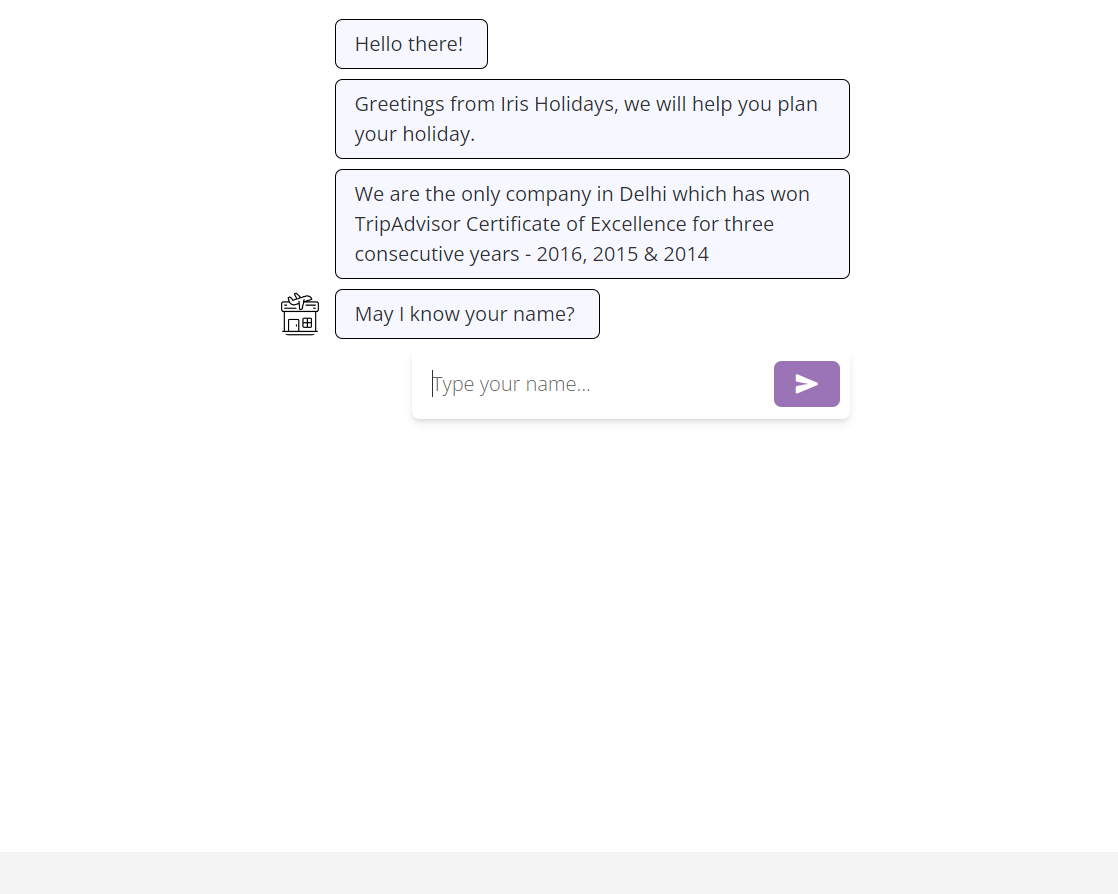 Hello there!
Greetings from Iris Holidays, we will help you plan
your holiday.
We are the only company in Delhi which has won
TripAdvisor Certificate of Excellence for three
consecutive years - 2016, 2015 & 2014
May I know your name?
Type your name...